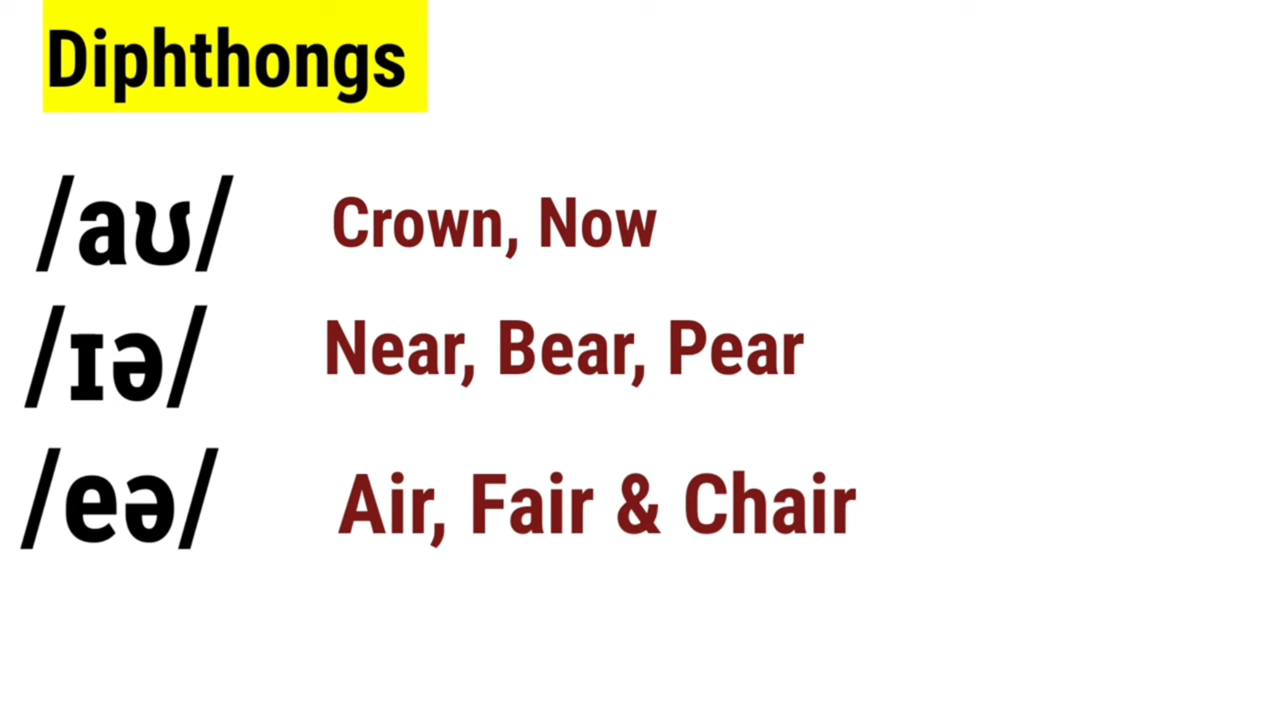 Diphthongs
/aʊ/ Crown, Now
/ɪə/ Near, Bear, Pear
/eə/ Air, Fair & Chair